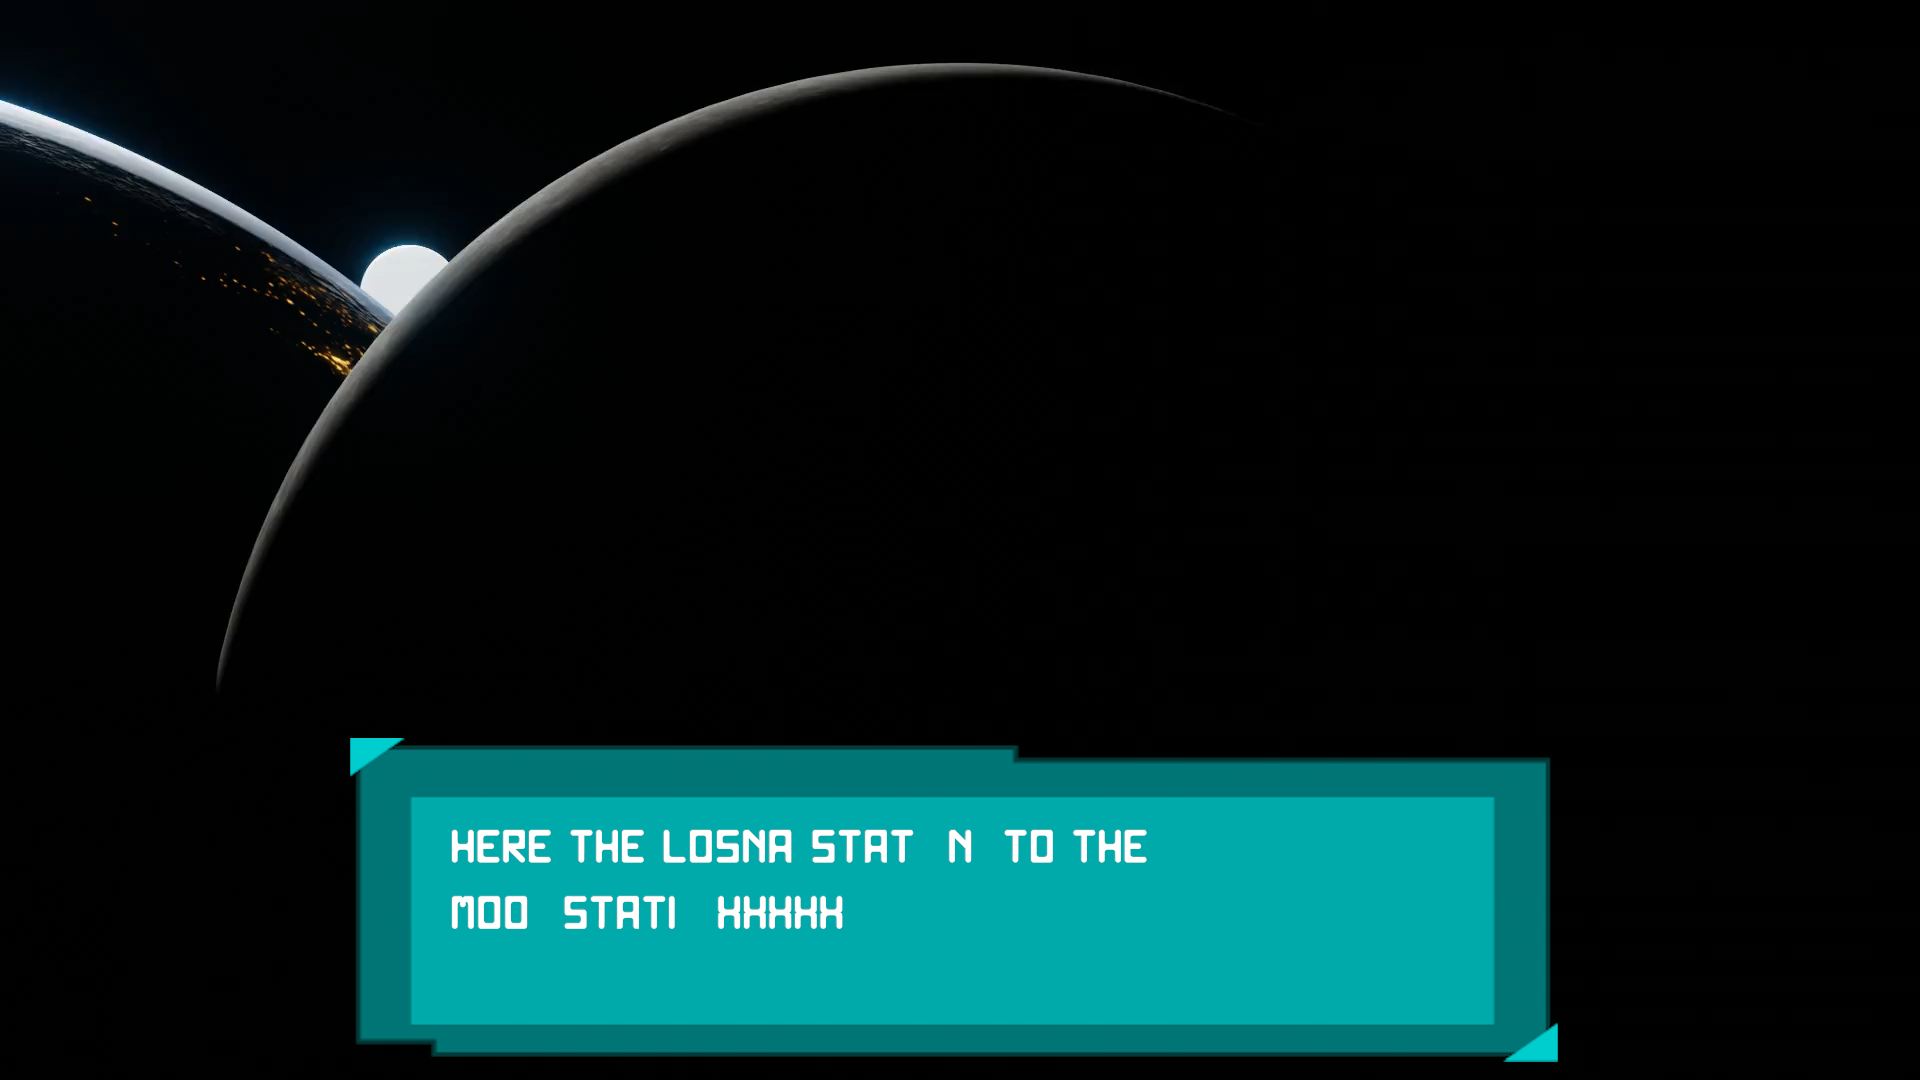 HERE THE LOSNA STAT  N  TO THE
MOO  STATI  XXXXX